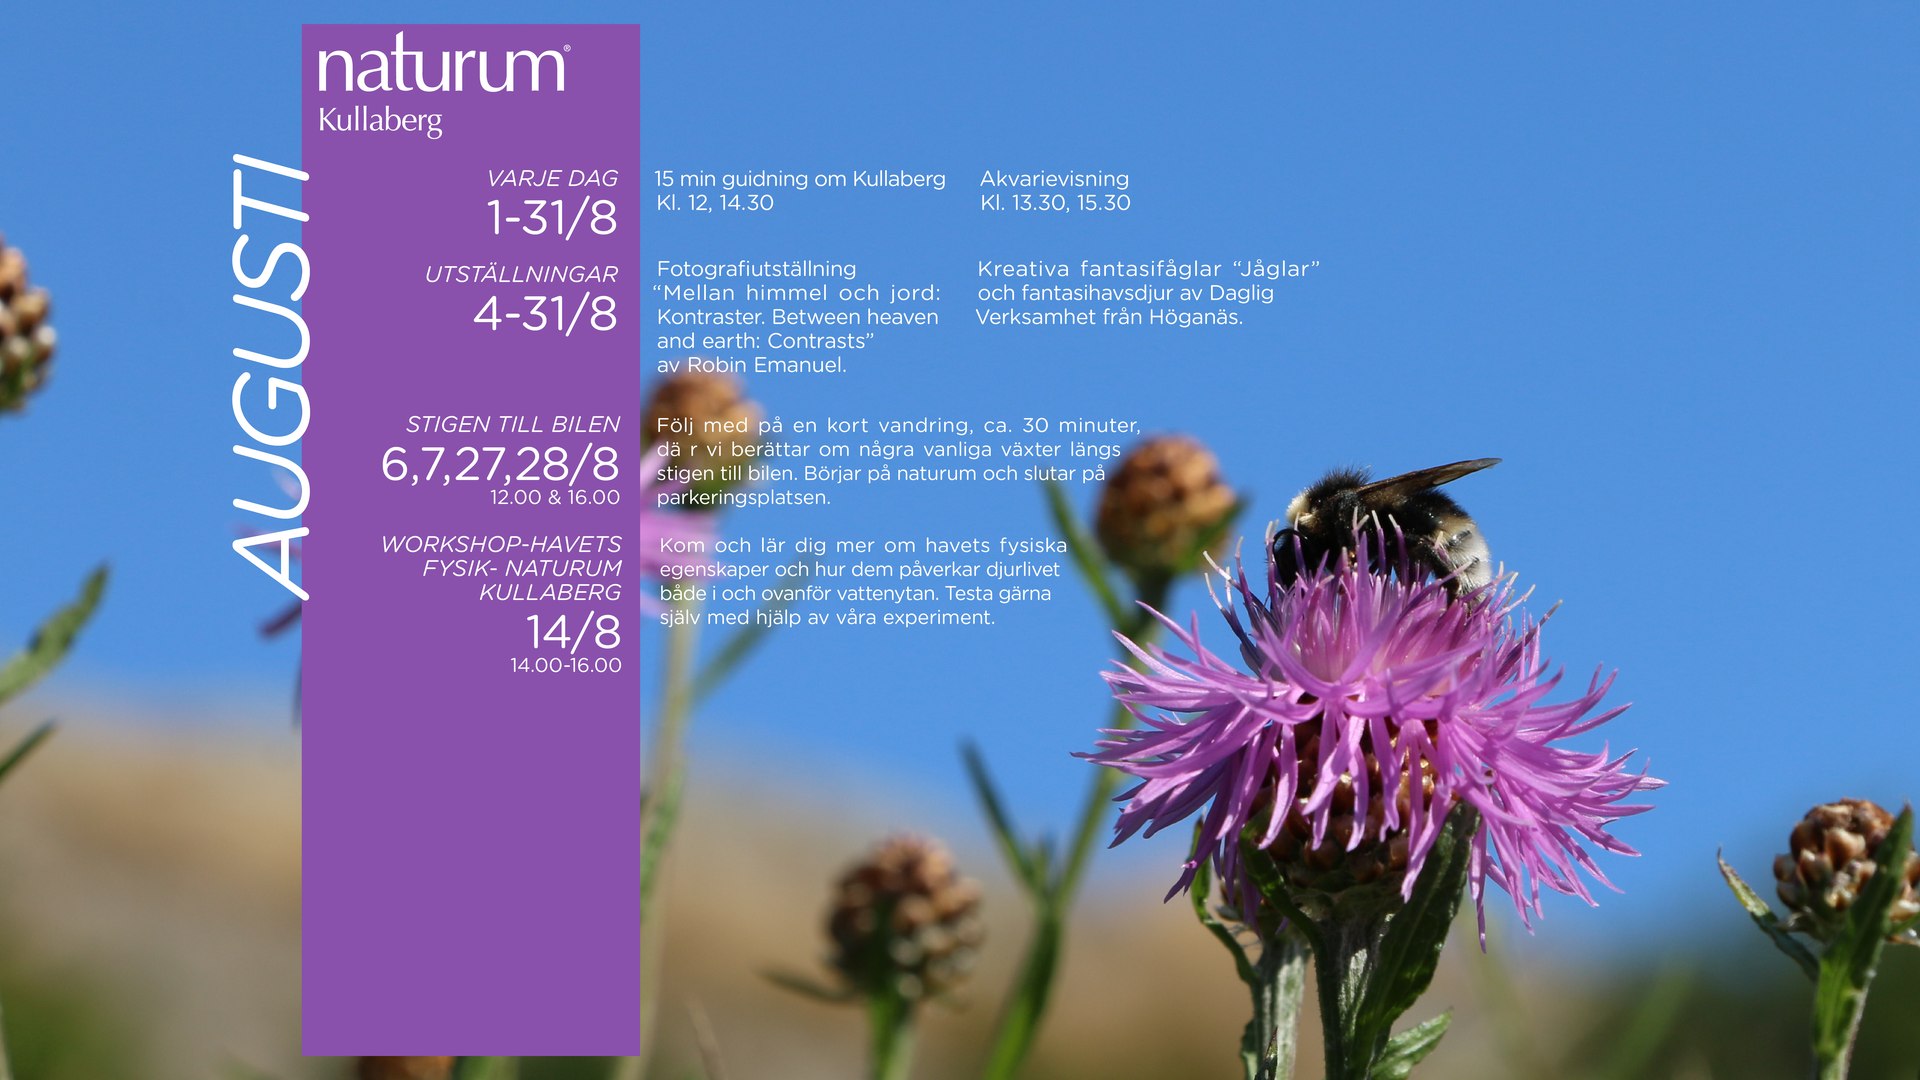 naturum®
Kullaberg
AUGUSTI
VARJE DAG
1-31/8
15 min guidning om Kullaberg
Kl. 12, 14.30
Akvarievisning
Kl. 13.30, 15.30
UTSTÄLLNINGAR
4-31/8
Fotografiutställning
“Mellan himmel och jord:
Kontraster. Between heaven
and earth: Contrasts”
av Robin Emanuel.
Kreativa fantasifåglar “Jåglar”
och fantasihavsdjur av Daglig
Verksamhet från Höganäs.
STIGEN TILL BILEN
6,7,27,28/8
12.00 & 16.00
Följ med på en kort vandring, ca. 30 minuter,
dä r vi berättar om några vanliga växter längs
stigen till bilen. Börjar på naturum och slutar på
parkeringsplatsen.
WORKSHOP-HAVETS
FYSIK- NATURUM
KULLABERG
14/8
14.00-16.00
Kom och lär dig mer om havets fysiska
egenskaper och hur dem påverkar djurlivet
både i och ovanför vattenytan. Testa gärna
själv med hjälp av våra experiment.